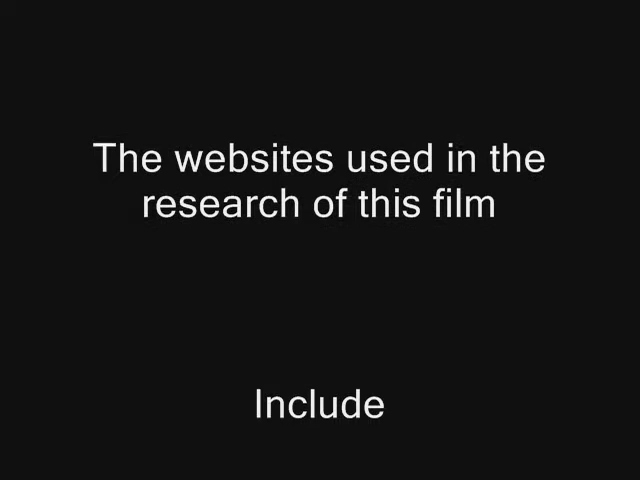 The websites used in the
research of this film
Include